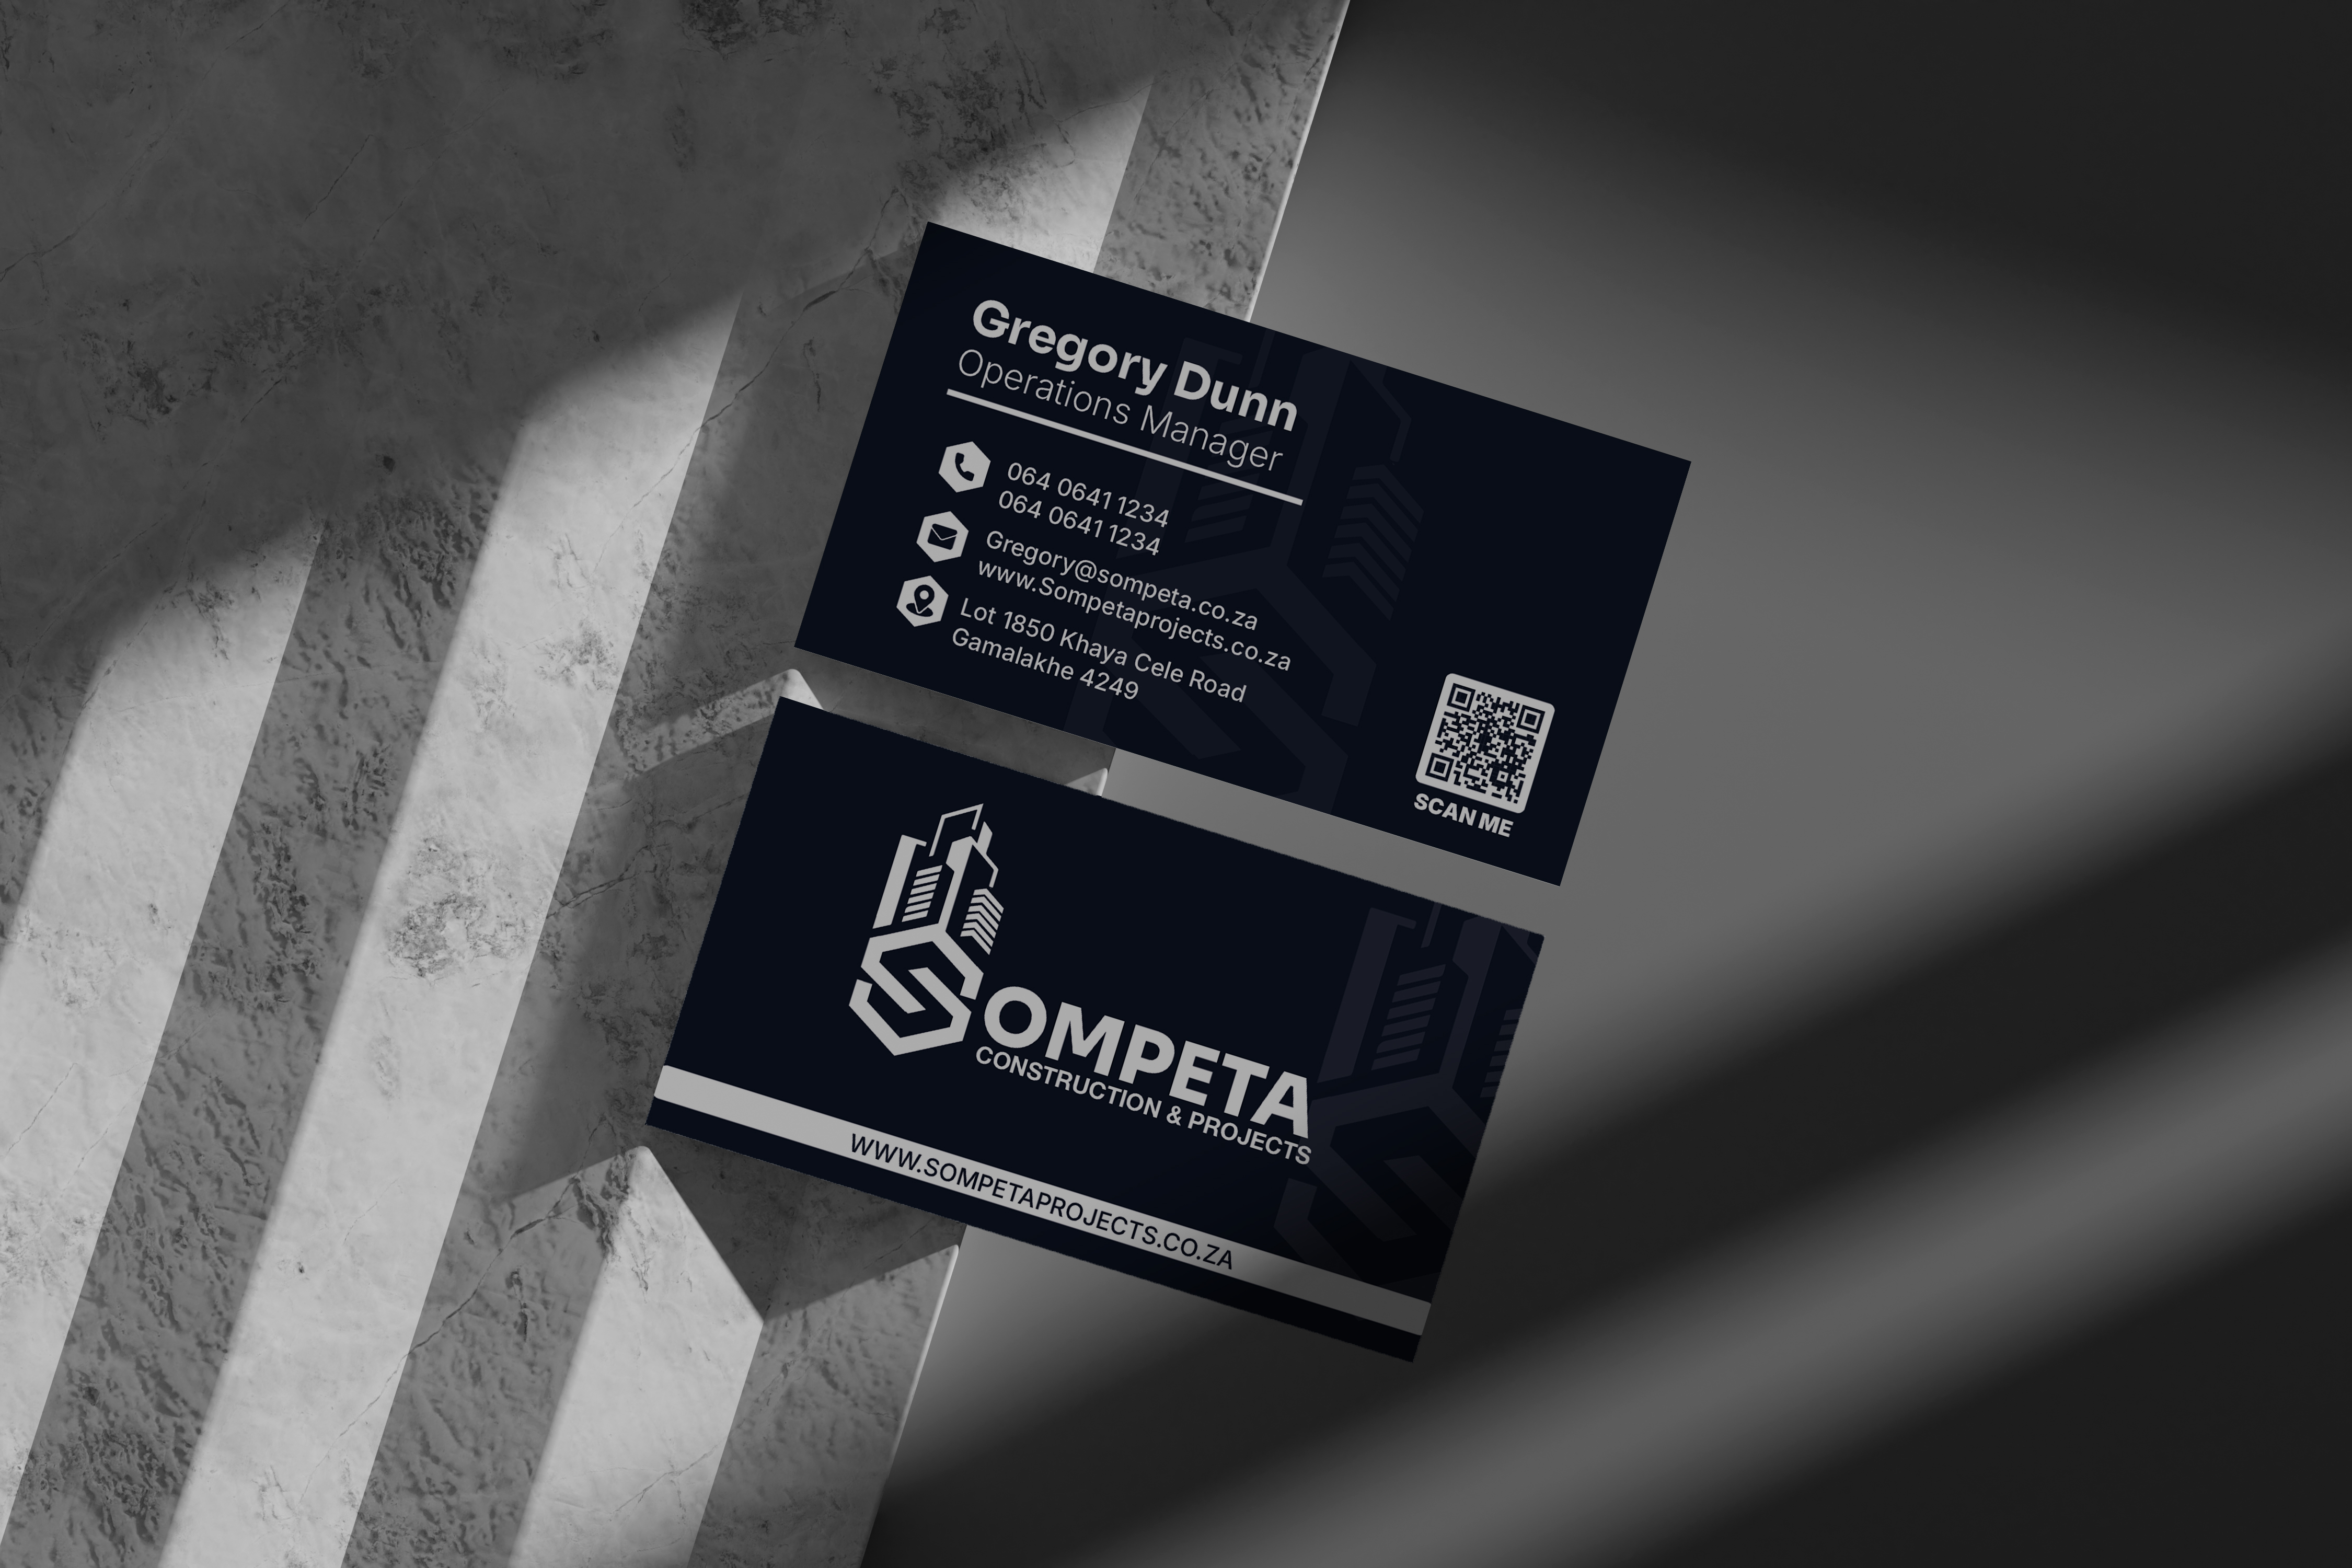 Gregory Dunn
Operations Manager
064 0641 1234
064 0641 1234
Gregory@sompeta.co.za
www.Sompetaprojects.co.za
Lot 1850 Khaya Cele Road
Gamalakhe 4249
SCAN ME
SOMPETA
CONSTRUCTION & PROJECTS
WWW.SOMPETAPROJECTS.CO.ZA